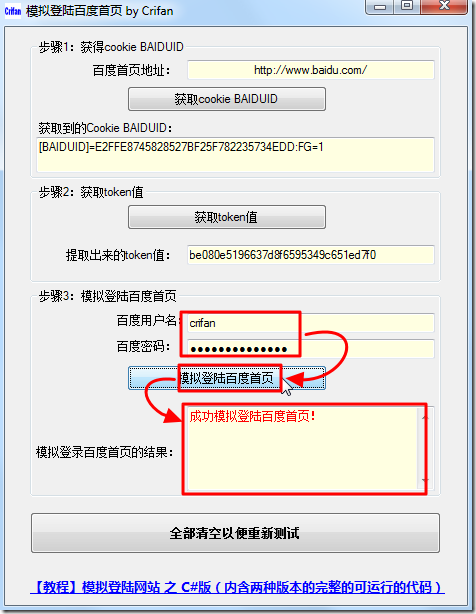 Crifan 模拟登陆百度首页 by Crifan
步骤1：获得cookie BAIDUID
百度首页地址： http://www.baidu.com/
获取cookie BAIDUID
获取到的Cookie BAIDUID：
[BAIDUID]=E2FFE8745828527BF25F782235734EDD:FG=1
步骤2：获取token值
获取token值
提取出来的token值： be080e5196637d8f6595349c651ed7f0
步骤3：模拟登陆百度首页
百度用户名： crifan
百度密码： ●●●●●●●●●●●●●●
模拟登陆百度首页
成功模拟登陆百度首页！
模拟登录百度首页的结果：
全部清空以便重新测试
【教程】模拟登陆网站 之 C#版（内含两种版本的完整的可运行的代码）